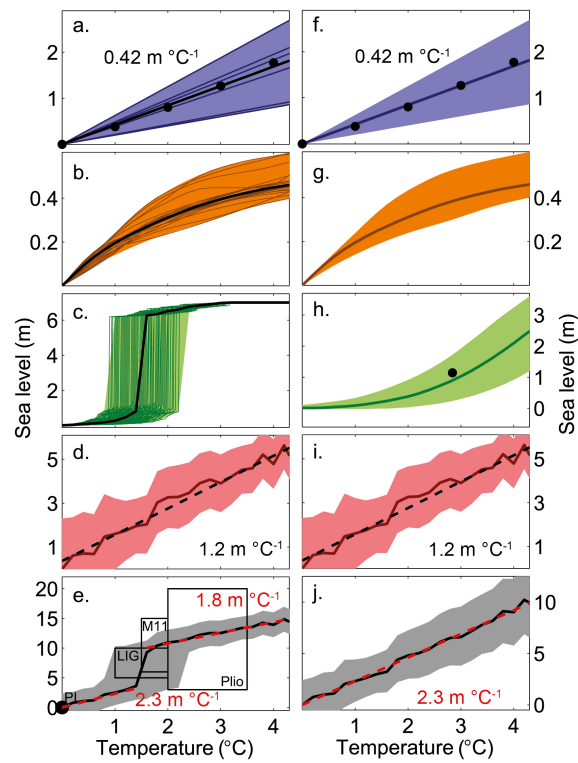 a.
0.42 m °C-1
2
1
f.
0.42 m °C-1
2
1
b.
0.4
0.2
g.
0.4
0.2
c.
6
4
2
h.
3
2
1
0
Sea level (m)
Sea level (m)
d.
5
3
1
1.2 m °C-1
i.
5
3
1
1.2 m °C-1
e.
20
15
10
5
0
M11
1.8 m °C-1
LIG
PI
Plio
2.3 m °C-1
j.
10
5
0
2.3 m °C-1
1 2 3 4
Temperature (°C)
1 2 3 4
Temperature (°C)